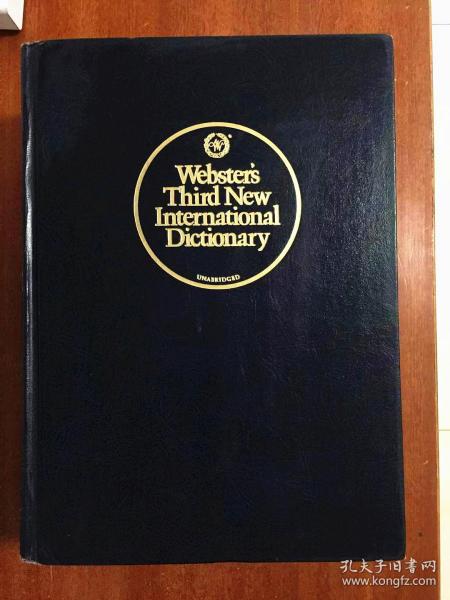 Webster's
Third New
International
Dictionary
UNABRIDGED
孔夫子旧书网
www.kongfz.com